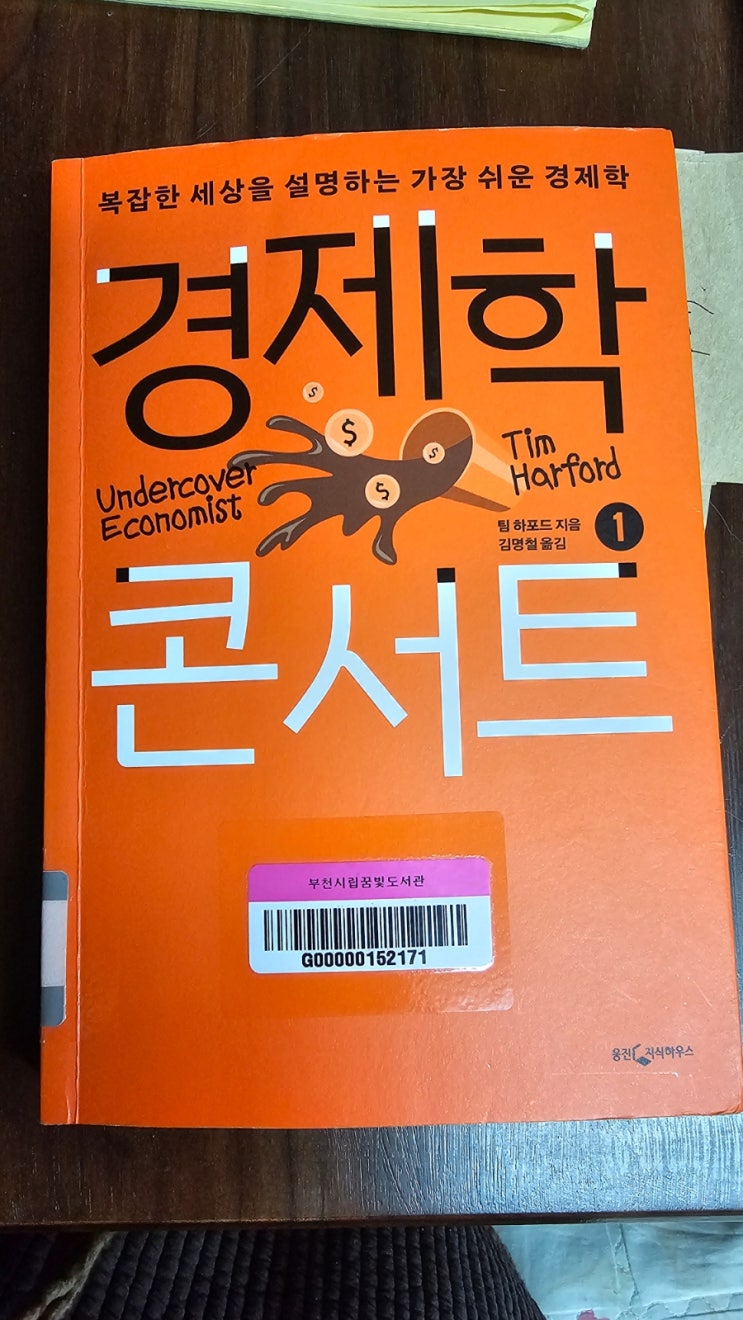 복잡한 세상을 설명하는 가장 쉬운 경제학
경제학
Undercover
Economist
Tim
Harford
팀 하포드 지음
김명철 옮김
1
콘서트
부천시립꿈빛도서관
G00000152171
웅진 지식하우스